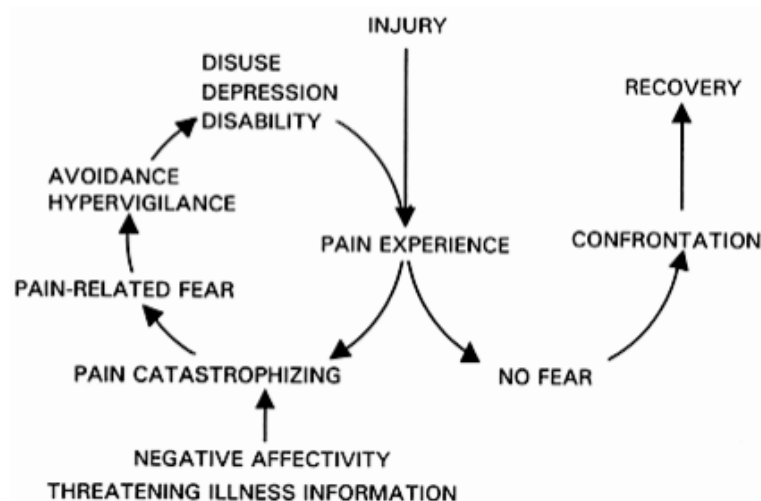 INJURY
DISUSE
DEPRESSION
DISABILITY
RECOVERY
AVOIDANCE
HYPERVIGILANCE
PAIN EXPERIENCE
CONFRONTATION
PAIN-RELATED FEAR
PAIN CATASTROPHIZING
NO FEAR
NEGATIVE AFFECTIVITY
THREATENING ILLNESS INFORMATION